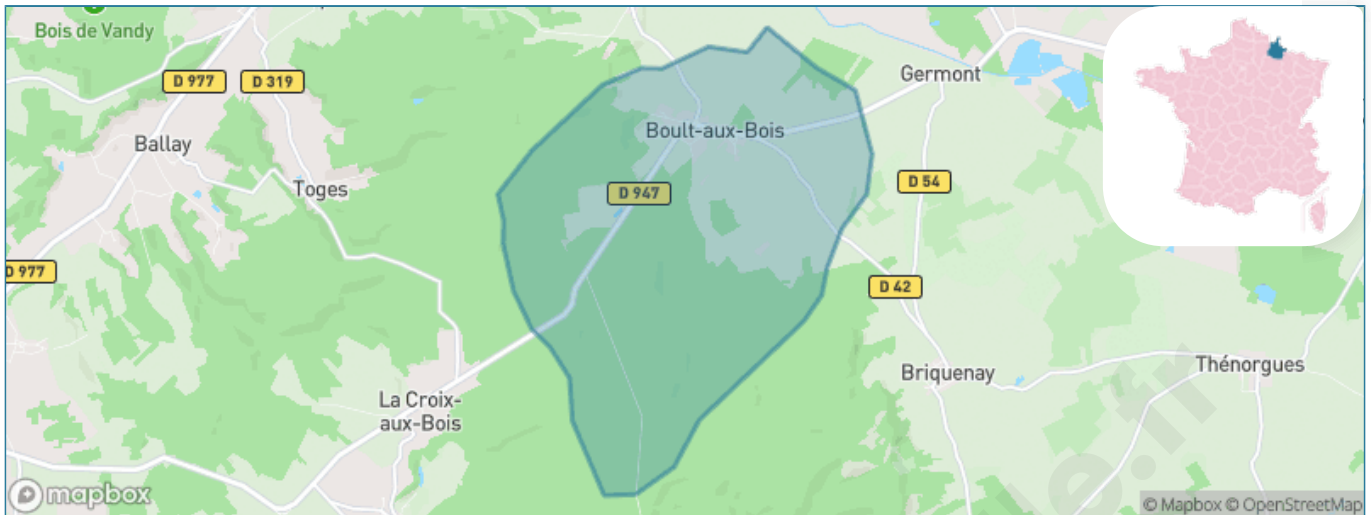 Bois de Vandy
D 977
D 319
Germont
Boult-aux-Bois
Ballay
Toges
D 947
D 54
D 977
D 42
Briquenay
Thénorgues
La Croix-
aux-Bois
mapbox
© Mapbox © OpenStreetMap